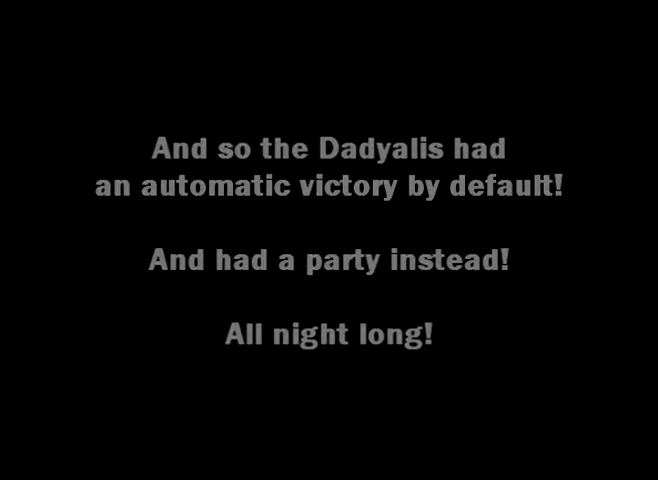 And so the Dadyalis had
an automatic victory by default!
And had a party instead!
All night long!